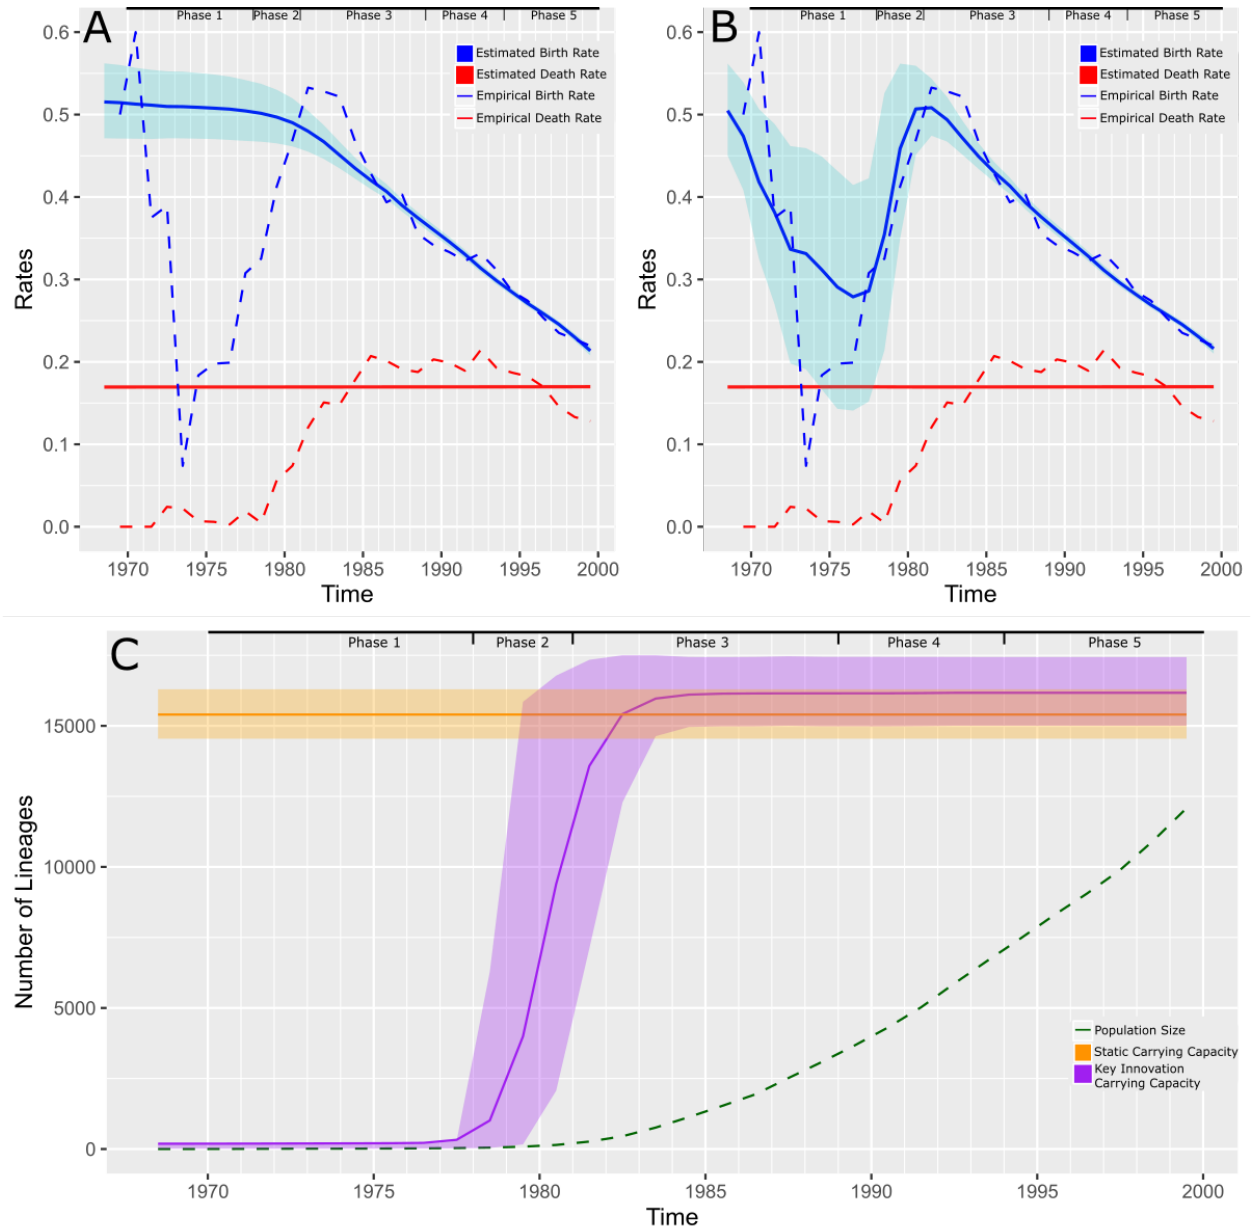 Phase 1 Phase 2 Phase 3 Phase 4 Phase 5
A
0.6
0.5
0.4
0.3
0.2
0.1
0.0
Rates
Estimated Birth Rate
Estimated Death Rate
Empirical Birth Rate
Empirical Death Rate
1970 1975 1980 1985 1990 1995 2000
Time
Phase 1 Phase 2 Phase 3 Phase 4 Phase 5
B
0.6
0.5
0.4
0.3
0.2
0.1
0.0
Rates
Estimated Birth Rate
Estimated Death Rate
Empirical Birth Rate
Empirical Death Rate
1970 1975 1980 1985 1990 1995 2000
Time
Phase 1 Phase 2 Phase 3 Phase 4 Phase 5
C
15000
10000
5000
0
Number of Lineages
Population Size
Static Carrying Capacity
Key Innovation
Carrying Capacity
1970 1975 1980 1985 1990 1995 2000
Time